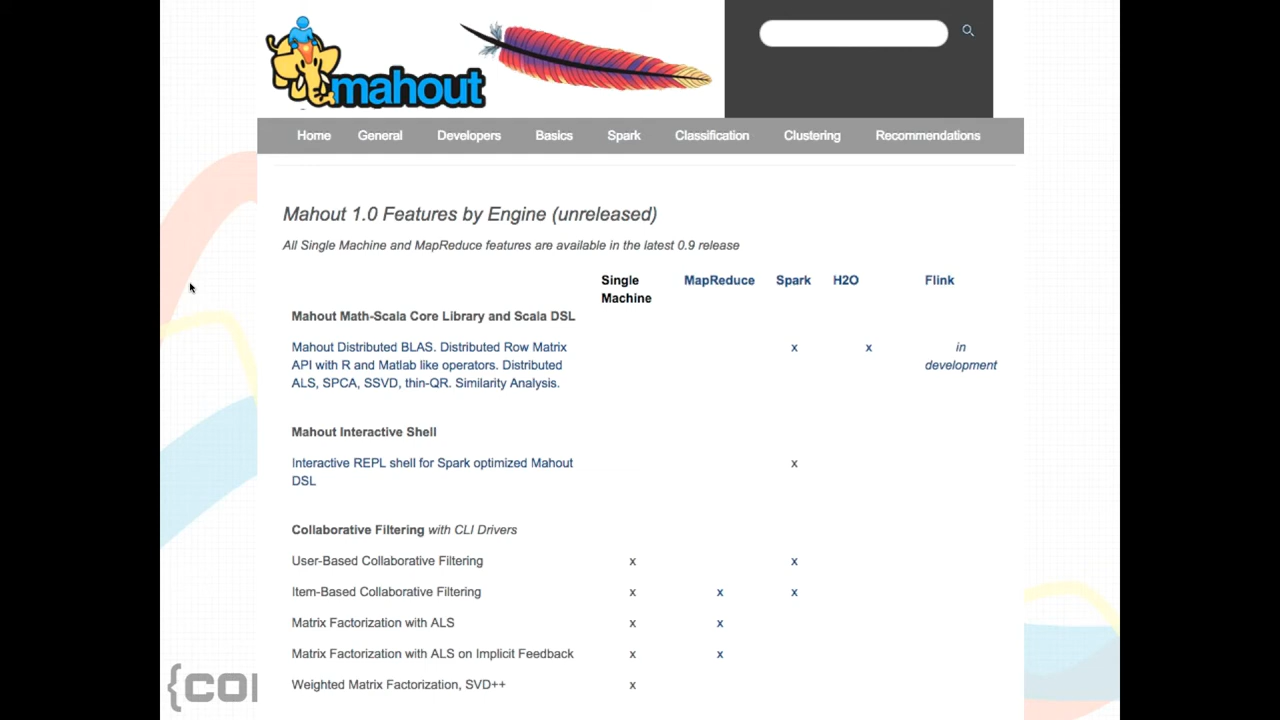 mahout
Home General Developers Basics Spark Classification Clustering Recommendations
Mahout 1.0 Features by Engine (unreleased)
All Single Machine and MapReduce features are available in the latest 0.9 release
Single Machine MapReduce Spark H2O Flink
Mahout Math-Scala Core Library and Scala DSL
Mahout Distributed BLAS. Distributed Row Matrix x x in
API with R and Matlab like operators. Distributed development
ALS, SPCA, SSVD, thin-QR. Similarity Analysis.
Mahout Interactive Shell
Interactive REPL shell for Spark optimized Mahout x
DSL
Collaborative Filtering with CLI Drivers
User-Based Collaborative Filtering x x
Item-Based Collaborative Filtering x x x
Matrix Factorization with ALS x x
Matrix Factorization with ALS on Implicit Feedback x x
Weighted Matrix Factorization, SVD++ x